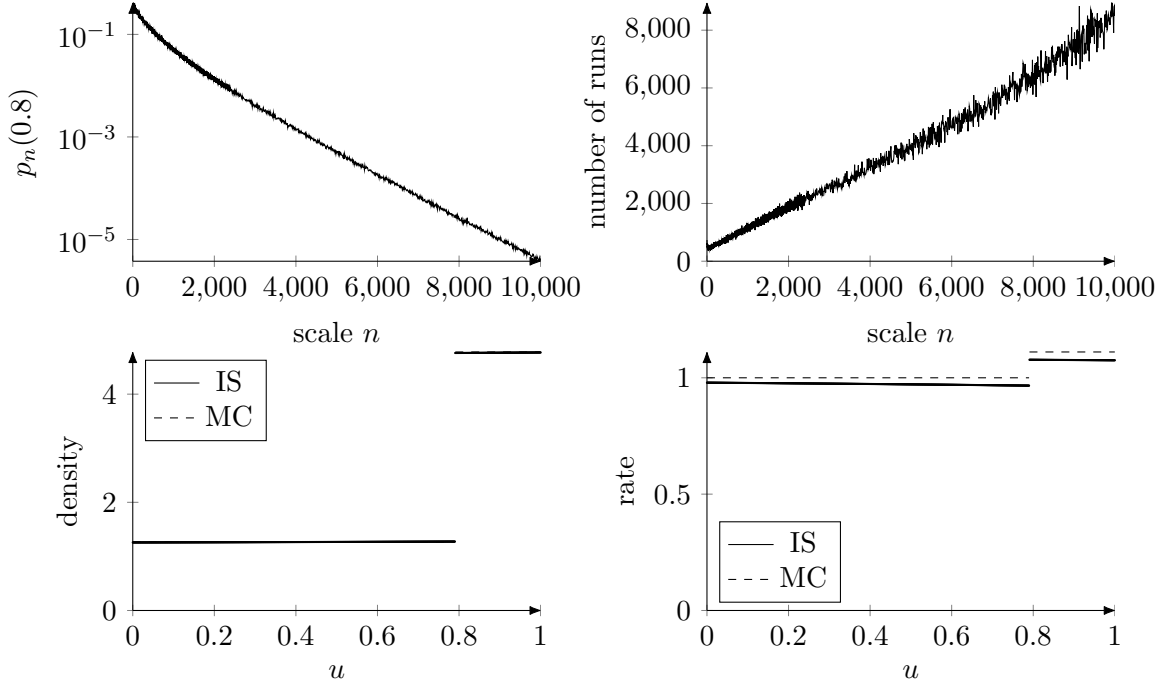 10⁻¹
10⁻³
10⁻⁵
pₙ(0.8)
0 2,000 4,000 6,000 8,000 10,000
scale n
8,000
6,000
4,000
2,000
0
number of runs
0 2,000 4,000 6,000 8,000 10,000
scale n
4
2
0
density
IS
MC
0 0.2 0.4 0.6 0.8 1
u
1
0.5
0
rate
IS
MC
0 0.2 0.4 0.6 0.8 1
u